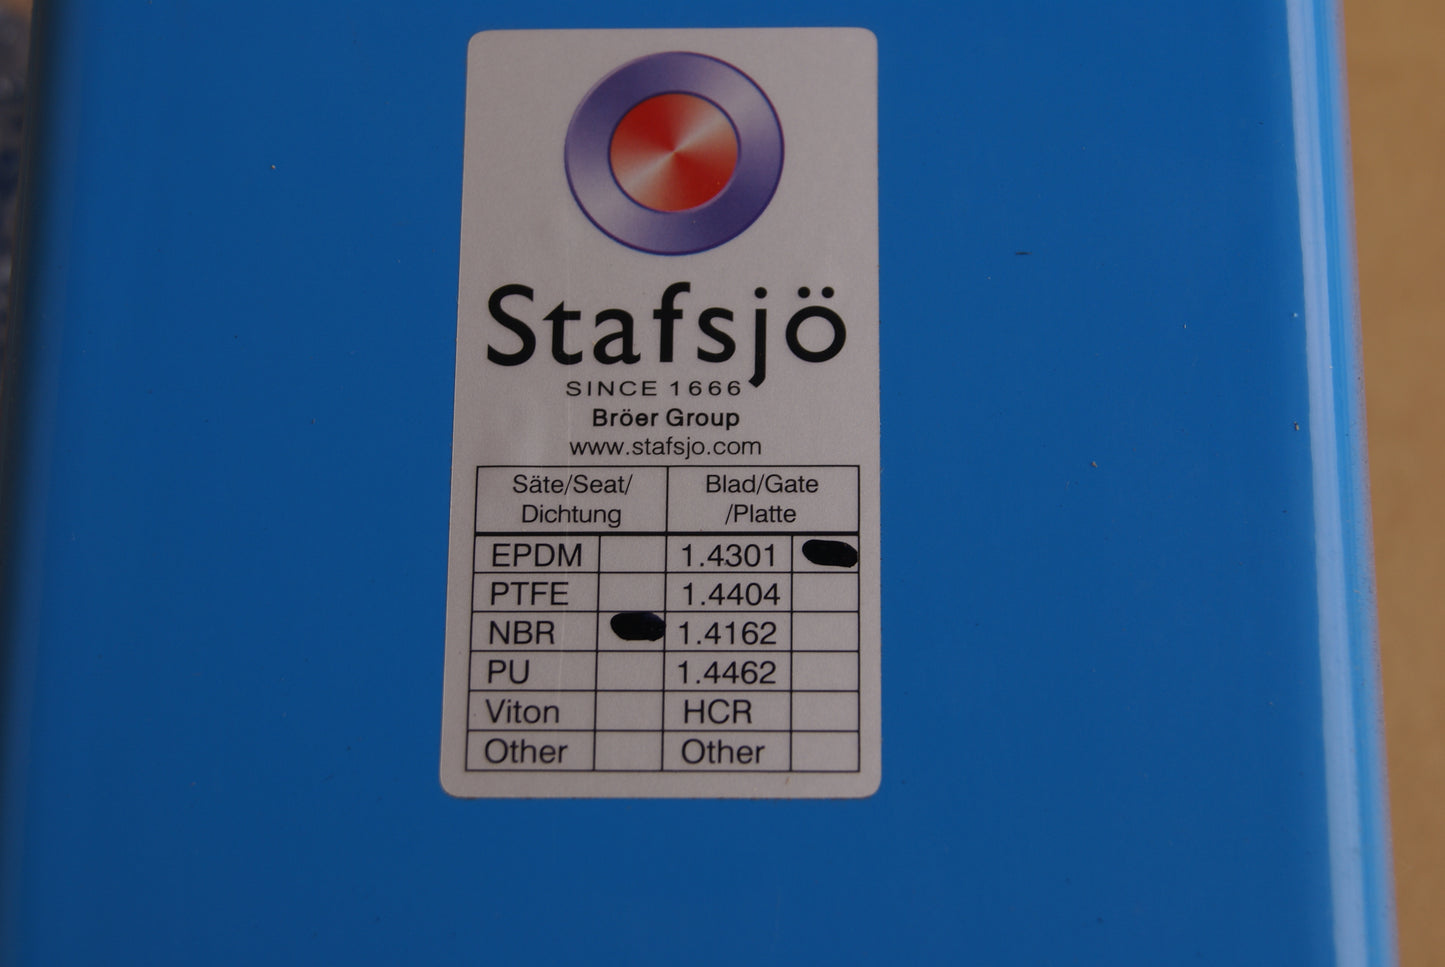 Stafsjö
SINCE 1666
Bröer Group
www.stafsjo.com
Säte/Seat/
Dichtung
Blad/Gate
/Platte
EPDM 1.4301
PTFE 1.4404
NBR 1.4162
PU 1.4462
Viton HCR
Other Other